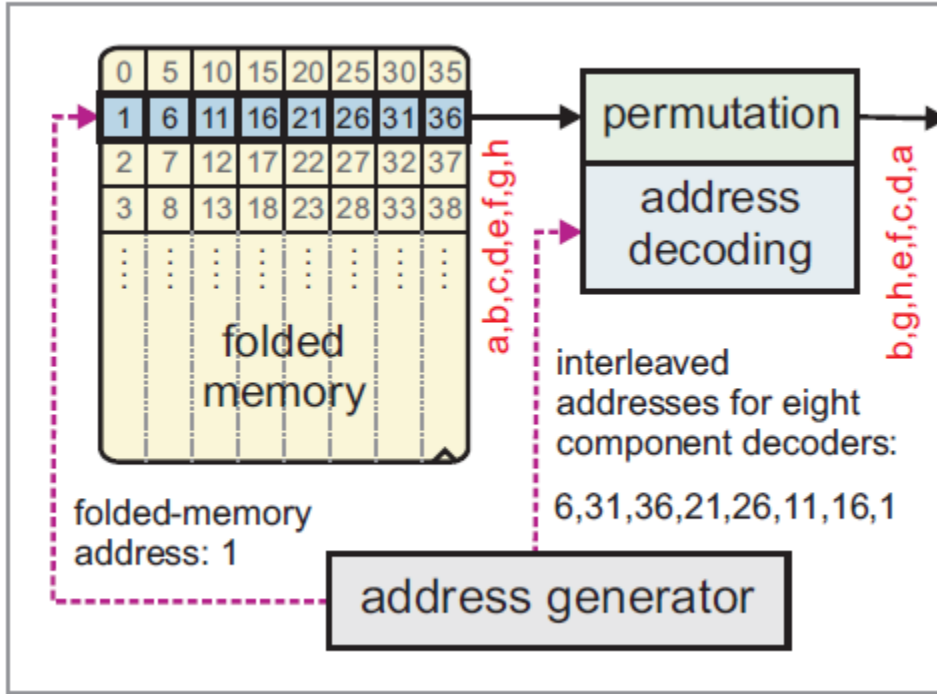 0 5 10 15 20 25 30 35
1 6 11 16 21 26 31 36
2 7 12 17 22 27 32 37
3 8 13 18 23 28 33 38
folded
memory
a,b,c,d,e,f,g,h
permutation
address
decoding
b,g,h,e,f,c,d,a
interleaved
addresses for eight
component decoders:
6,31,36,21,26,11,16,1
folded-memory
address: 1
address generator